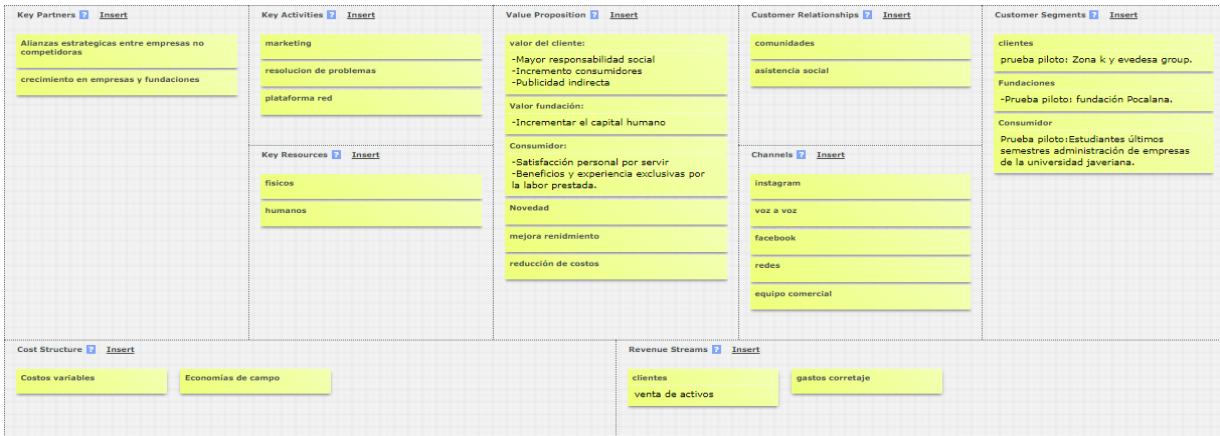 Key Partners ? Insert
Alianzas estrategicas entre empresas no
competidoras
crecimiento en empresas y fundaciones
Key Activities ? Insert
marketing
resolucion de problemas
plataforma red
Key Resources ? Insert
fisicos
humanos
Value Proposition ? Insert
valor del cliente:
-Mayor responsabilidad social
-Incremento consumidores
-Publicidad indirecta
Valor fundación:
-Incrementar el capital humano
Consumidor:
-Satisfacción personal por servir
-Beneficios y experiencia exclusivas por
la labor prestada.
Novedad
mejora renidmiento
reducción de costos
Customer Relationships ? Insert
comunidades
asistencia social
Channels ? Insert
instagram
voz a voz
facebook
redes
equipo comercial
Customer Segments ? Insert
clientes
prueba piloto: Zona k y evedesa group.
Fundaciones
-Prueba piloto: fundación Pocalana.
Consumidor
Prueba piloto:Estudiantes últimos
semestres administración de empresas
de la universidad javeriana.
Cost Structure ? Insert
Costos variables
Economías de campo
Revenue Streams ? Insert
clientes
venta de activos
gastos corretaje